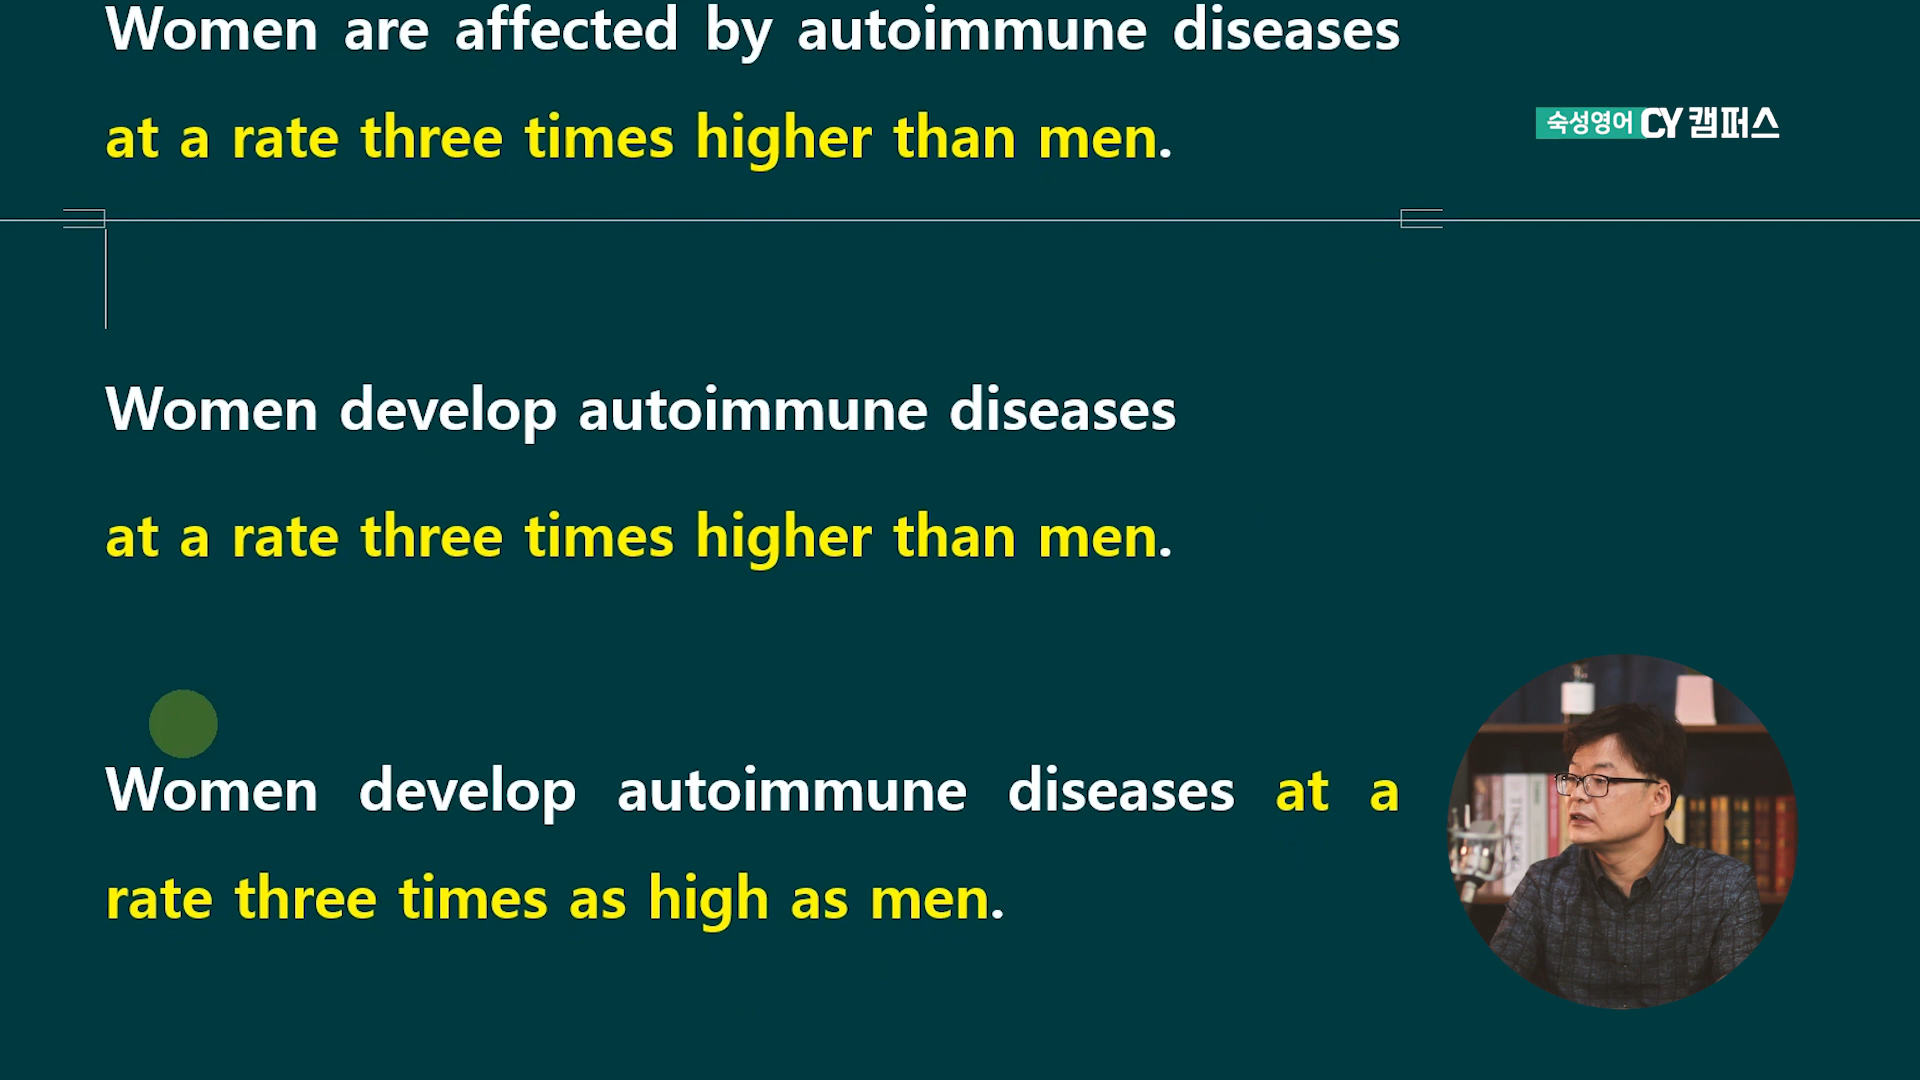 Women are affected by autoimmune diseases
at a rate three times higher than men.
숙성영어 CY캠퍼스
Women develop autoimmune diseases
at a rate three times higher than men.
Women develop autoimmune diseases at a
rate three times as high as men.